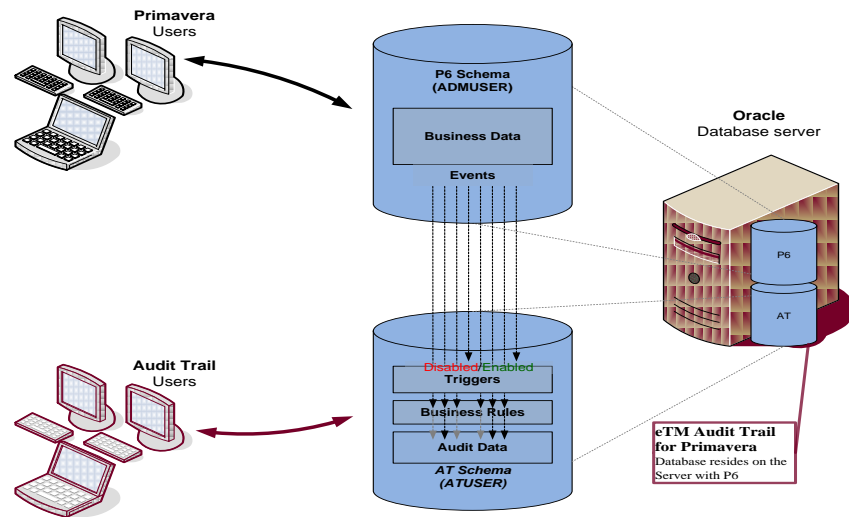 Primavera
Users
P6 Schema
(ADMUSER)
Business Data
Events
Oracle
Database server
P6
AT
Audit Trail
Users
Disabled/Enabled
Triggers
Business Rules
Audit Data
AT Schema
(ATUSER)
eTM Audit Trail
for Primavera
Database resides on the
Server with P6